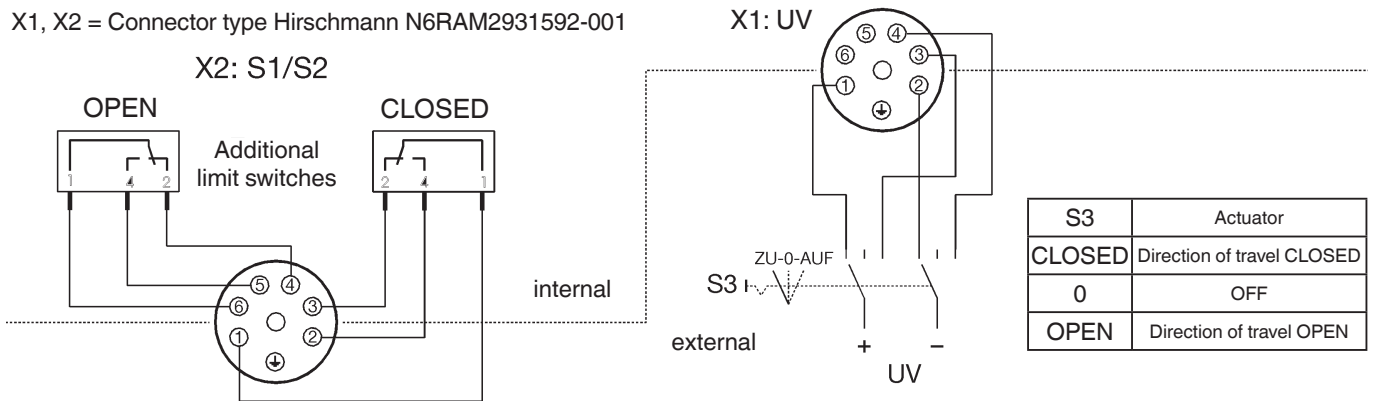 X1, X2 = Connector type Hirschmann N6RAM2931592-001
X2: S1/S2
OPEN
CLOSED
Additional
limit switches
1 4 2
2 4 1
5 4
6 3
1 2
internal
X1: UV
5 4
6 3
1 2
ZU-0-AUF
S3
external
+ −
UV
S3 Actuator
CLOSED Direction of travel CLOSED
0 OFF
OPEN Direction of travel OPEN